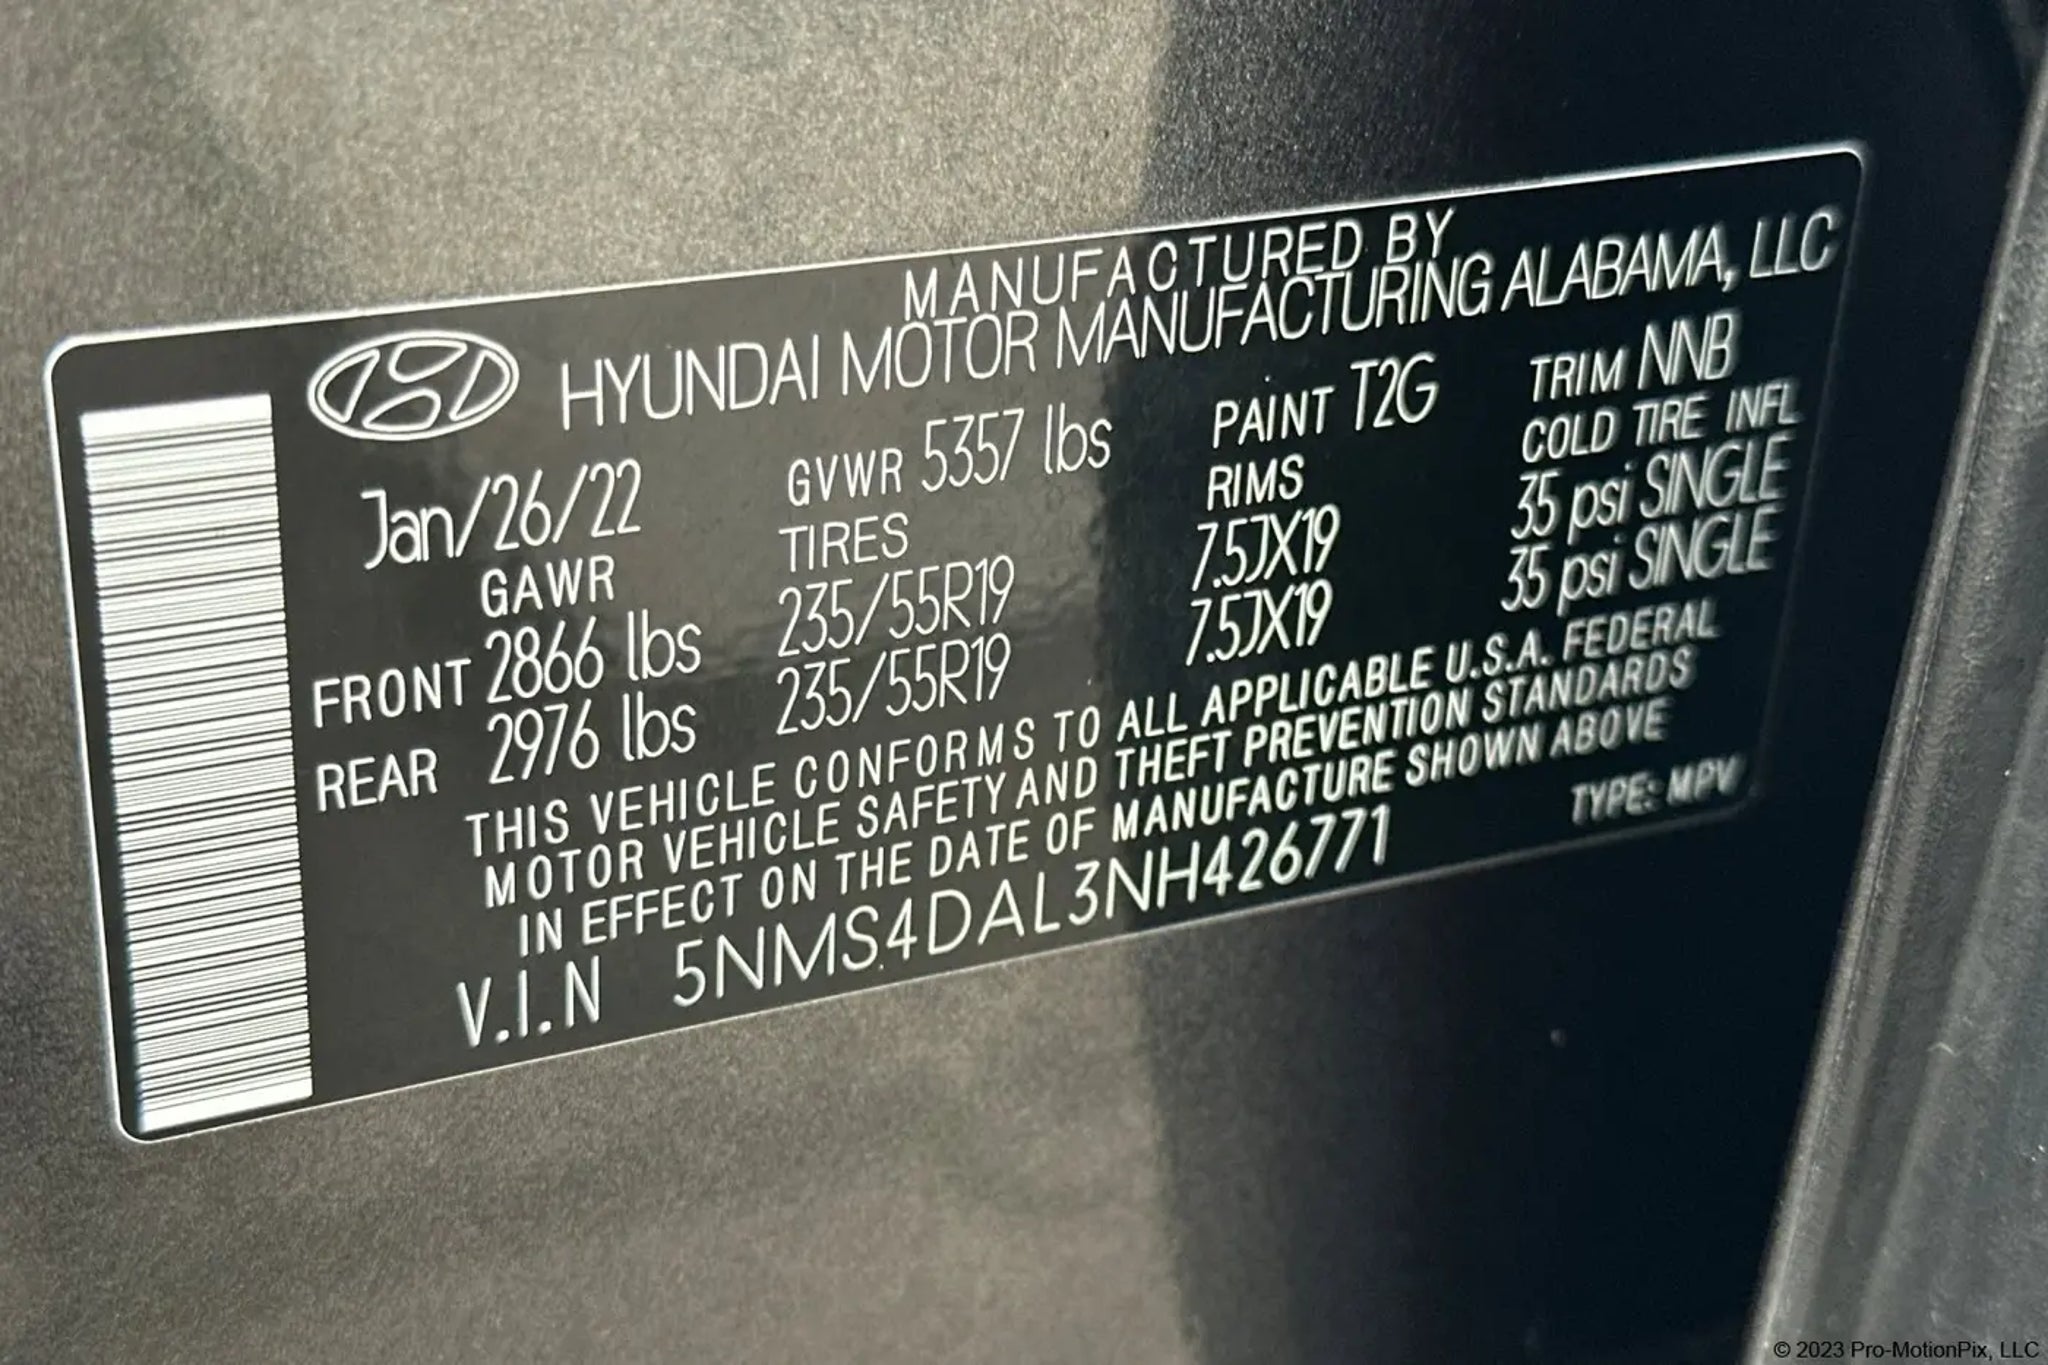 MANUFACTURED BY
HYUNDAI MOTOR MANUFACTURING ALABAMA, LLC
Jan/26/22 GVWR 5357 lbs PAINT T2G TRIM NNB
GAWR TIRES RIMS COLD TIRE INFL
FRONT 2866 lbs 235/55R19 7.5JX19 35 psi SINGLE
REAR 2976 lbs 235/55R19 7.5JX19 35 psi SINGLE
THIS VEHICLE CONFORMS TO ALL APPLICABLE U.S.A. FEDERAL
MOTOR VEHICLE SAFETY AND THEFT PREVENTION STANDARDS
IN EFFECT ON THE DATE OF MANUFACTURE SHOWN ABOVE
V.I.N 5NMS4DAL3NH426771 TYPE: MPV
© 2023 Pro-MotionPix, LLC